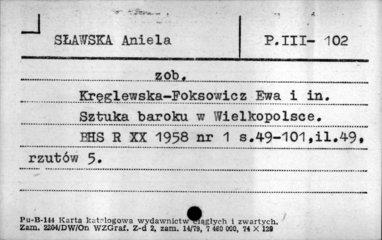 SŁAWSKA Aniela P.III- 102
zob.
Kręglewska-Foksowicz Ewa i in.
Sztuka baroku w Wielkopolsce.
BHS R XX 1958 nr 1 s.49-101,il.49,
rzutów 5.
Pu-B-144 Karta katalogowa wydawnictw ciągłych i zwartych.
Zam. 2204/DW/On WZGraf. Z-d 2, zam. 14/79, 7 460 000, 74 X 129